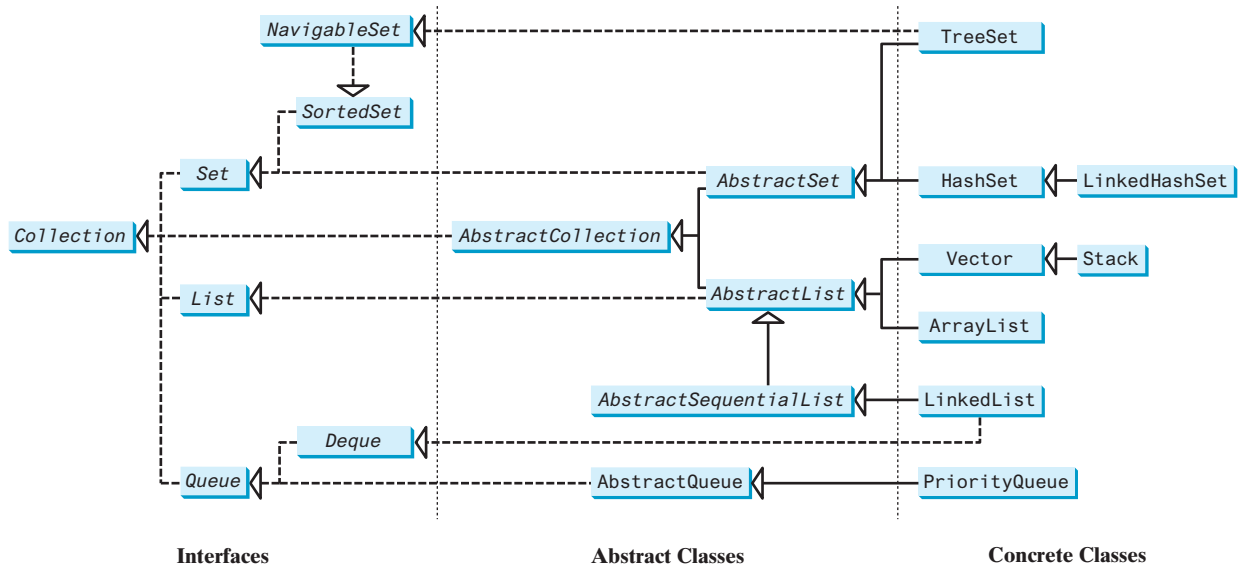 NavigableSet
TreeSet
SortedSet
Set
AbstractSet
HashSet
LinkedHashSet
Collection
AbstractCollection
Vector
Stack
List
AbstractList
ArrayList
AbstractSequentialList
LinkedList
Deque
Queue
AbstractQueue
PriorityQueue
Interfaces
Abstract Classes
Concrete Classes